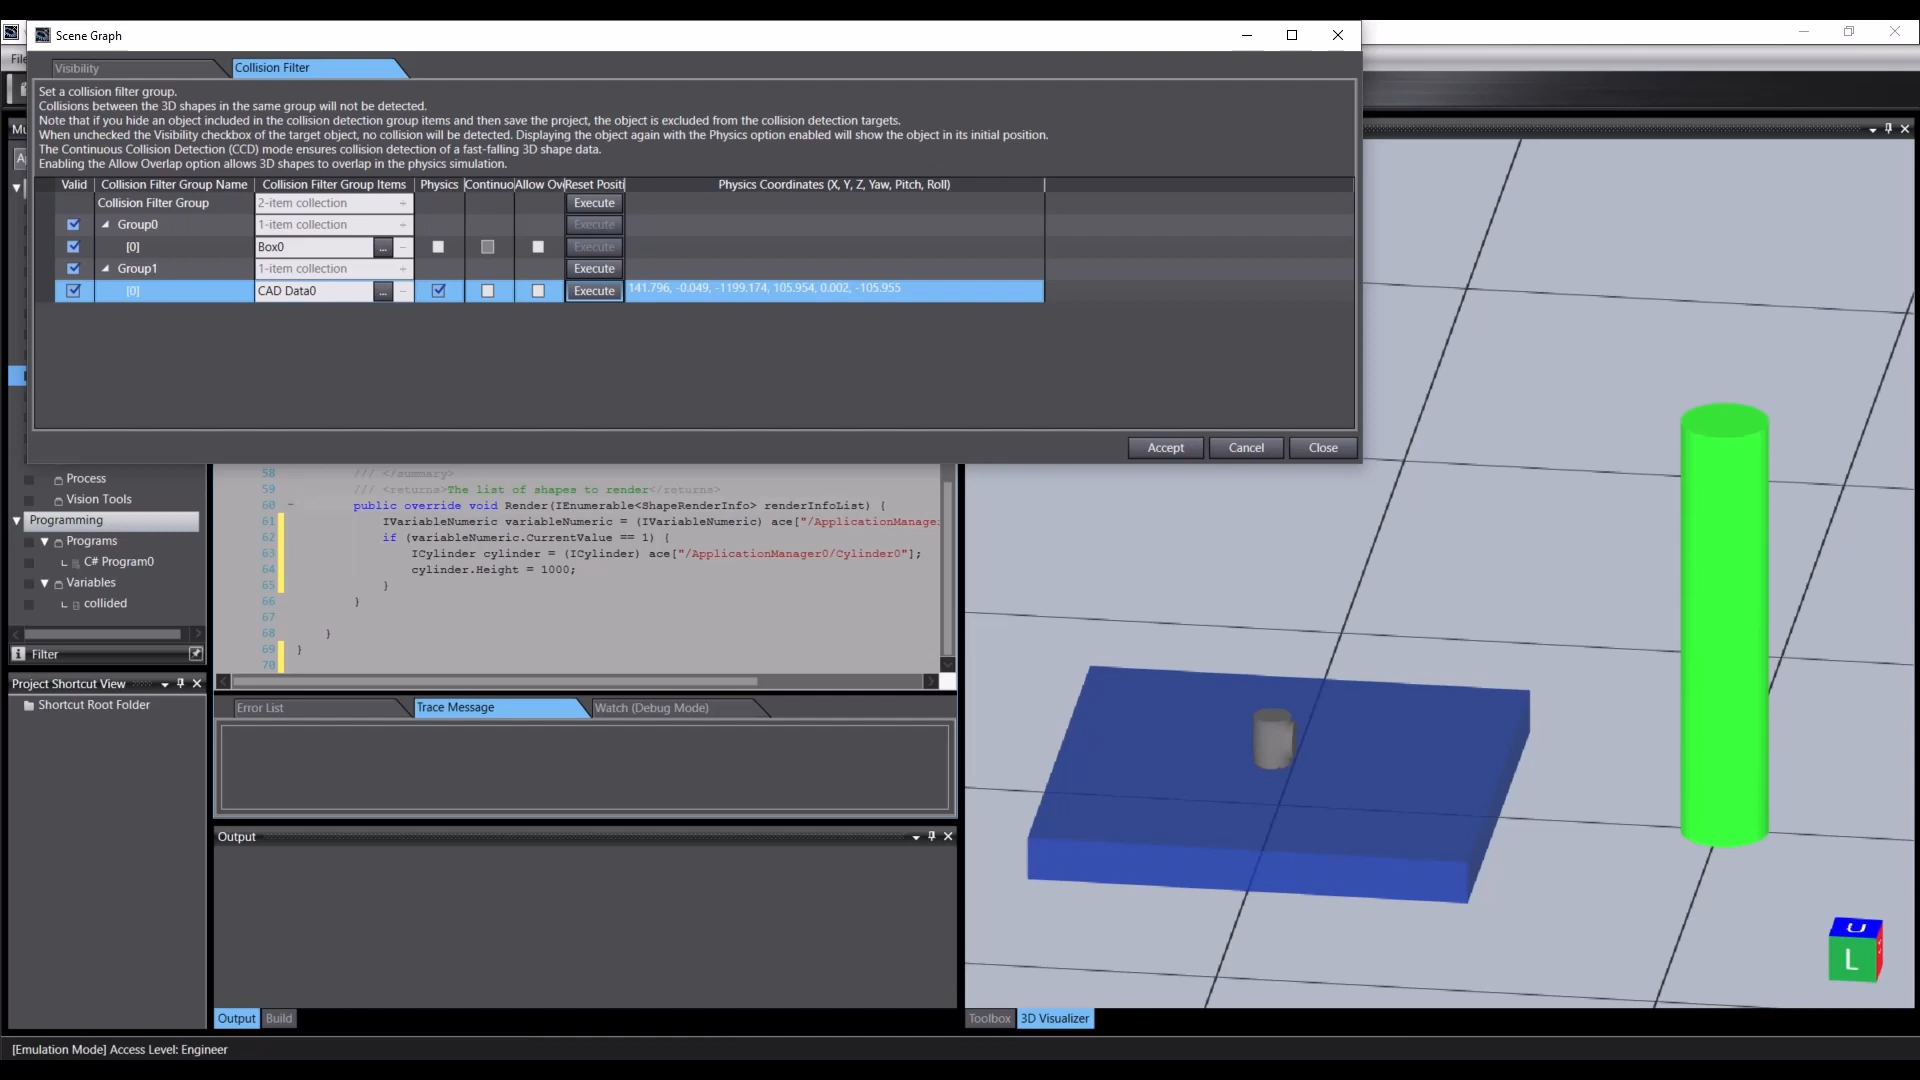 Scene Graph
File
Visibility
Collision Filter
Set a collision filter group.
Collisions between the 3D shapes in the same group will not be detected.
Note that if you hide an object included in the collision detection group items and then save the project, the object is excluded from the collision detection targets.
When unchecked the Visibility checkbox of the target object, no collision will be detected. Displaying the object again with the Physics option enabled will show the object in its initial position.
The Continuous Collision Detection (CCD) mode ensures collision detection of a fast-falling 3D shape data.
Enabling the Allow Overlap option allows 3D shapes to overlap in the physics simulation.
Valid Collision Filter Group Name Collision Filter Group Items Physics Continuo Allow Ov Reset Positi Physics Coordinates (X, Y, Z, Yaw, Pitch, Roll)
Collision Filter Group 2-item collection + Execute
Group0 1-item collection + Execute
[0] Box0 ... - Execute
Group1 1-item collection + Execute
[0] CAD Data0 ... - Execute 141.796, -0.049, -1199.174, 105.954, 0.002, -105.955
Accept Cancel Close
Process
Vision Tools
Programming
Programs
C# Program0
Variables
collided
Filter
Project Shortcut View
Shortcut Root Folder
58 /// </summary>
59 /// <returns>The list of shapes to render</returns>
60 public override void Render(IEnumerable<ShapeRenderInfo> renderInfoList) {
61 IVariableNumeric variableNumeric = (IVariableNumeric) ace["/ApplicationManage
62 if (variableNumeric.CurrentValue == 1) {
63 ICylinder cylinder = (ICylinder) ace["/ApplicationManager0/Cylinder0"];
64 cylinder.Height = 1000;
65 }
66 }
67
68 }
69 }
70
Error List Trace Message Watch (Debug Mode)
Output
Output Build
Toolbox 3D Visualizer
U
L
[Emulation Mode] Access Level: Engineer